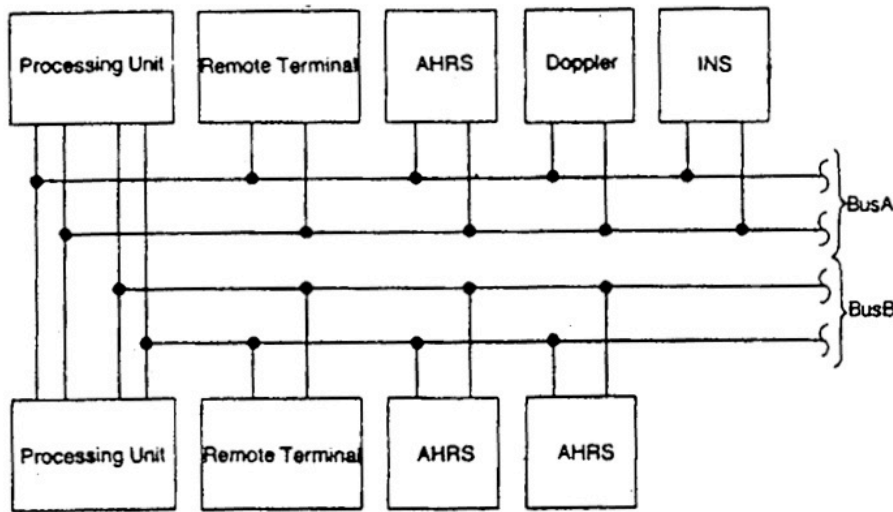 Processing Unit
Remote Terminal
AHRS
Doppler
INS
BusA
BusB
Processing Unit
Remote Terminal
AHRS
AHRS